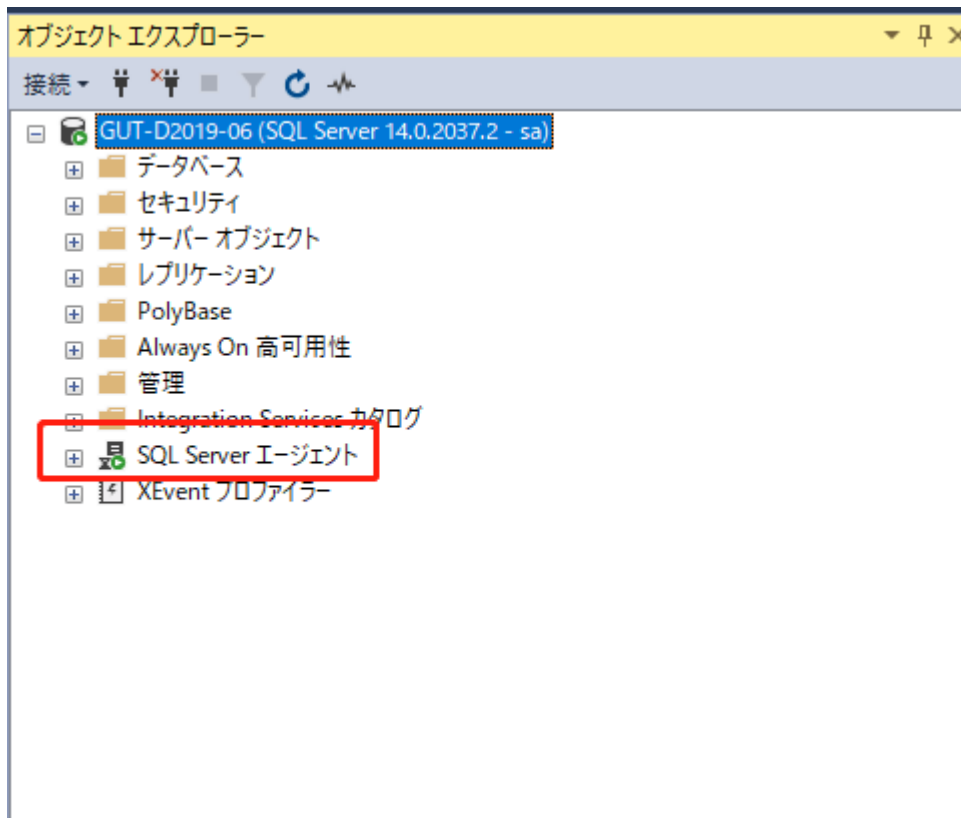 オブジェクト エクスプローラー
接続
GUT-D2019-06 (SQL Server 14.0.2037.2 - sa)
データベース
セキュリティ
サーバー オブジェクト
レプリケーション
PolyBase
Always On 高可用性
管理
Integration Services カタログ
SQL Server エージェント
XEvent プロファイラー